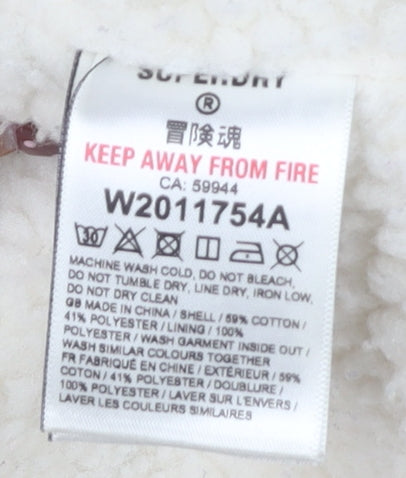 SUPERDRY
®
冒険魂
KEEP AWAY FROM FIRE
CA: 59944
W2011754A
30
MACHINE WASH COLD, DO NOT BLEACH,
DO NOT TUMBLE DRY, LINE DRY, IRON LOW,
DO NOT DRY CLEAN
GB MADE IN CHINA / SHELL / 59% COTTON /
41% POLYESTER / LINING / 100%
POLYESTER / WASH GARMENT INSIDE OUT /
WASH SIMILAR COLOURS TOGETHER
FR FABRIQUÉ EN CHINE / EXTÉRIEUR / 59%
COTON / 41% POLYESTER / DOUBLURE /
100% POLYESTER / LAVER SUR L'ENVERS /
LAVER LES COULEURS SIMILAIRES